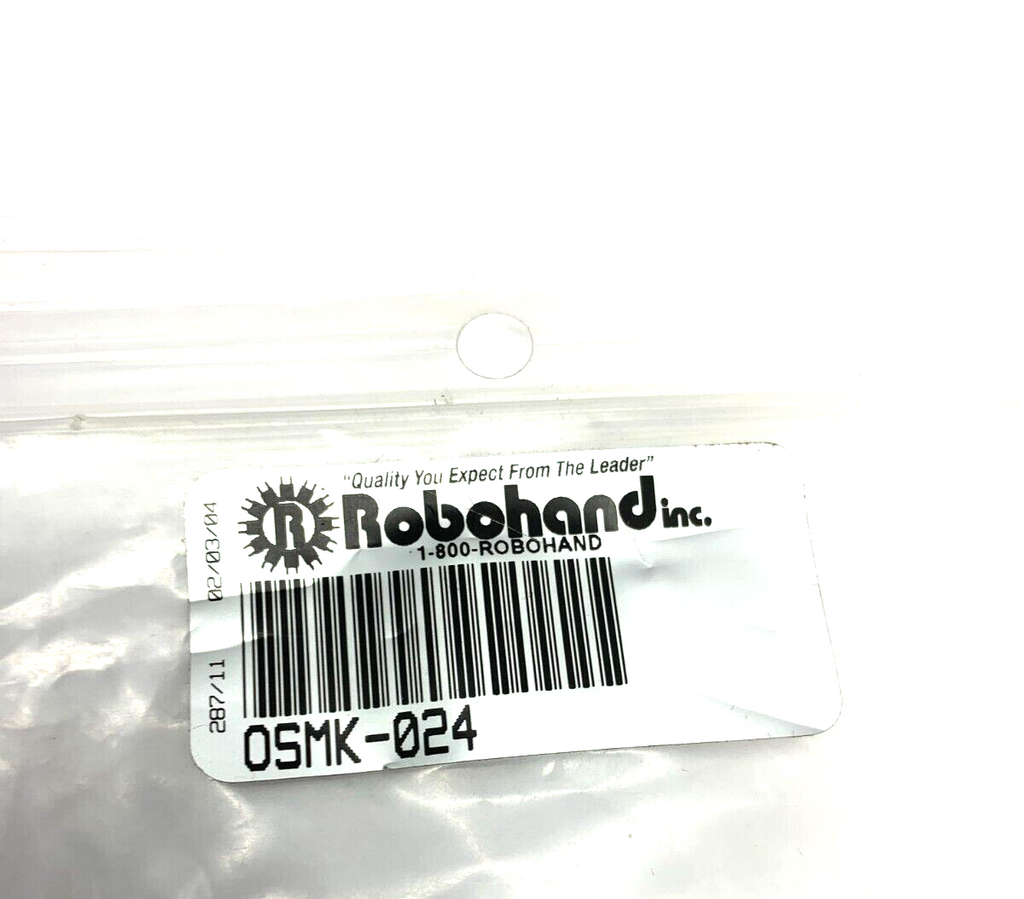 "Quality You Expect From The Leader"
R Robohand inc.
1-800-ROBOHAND
02/03/04
287/11
OSMK-024